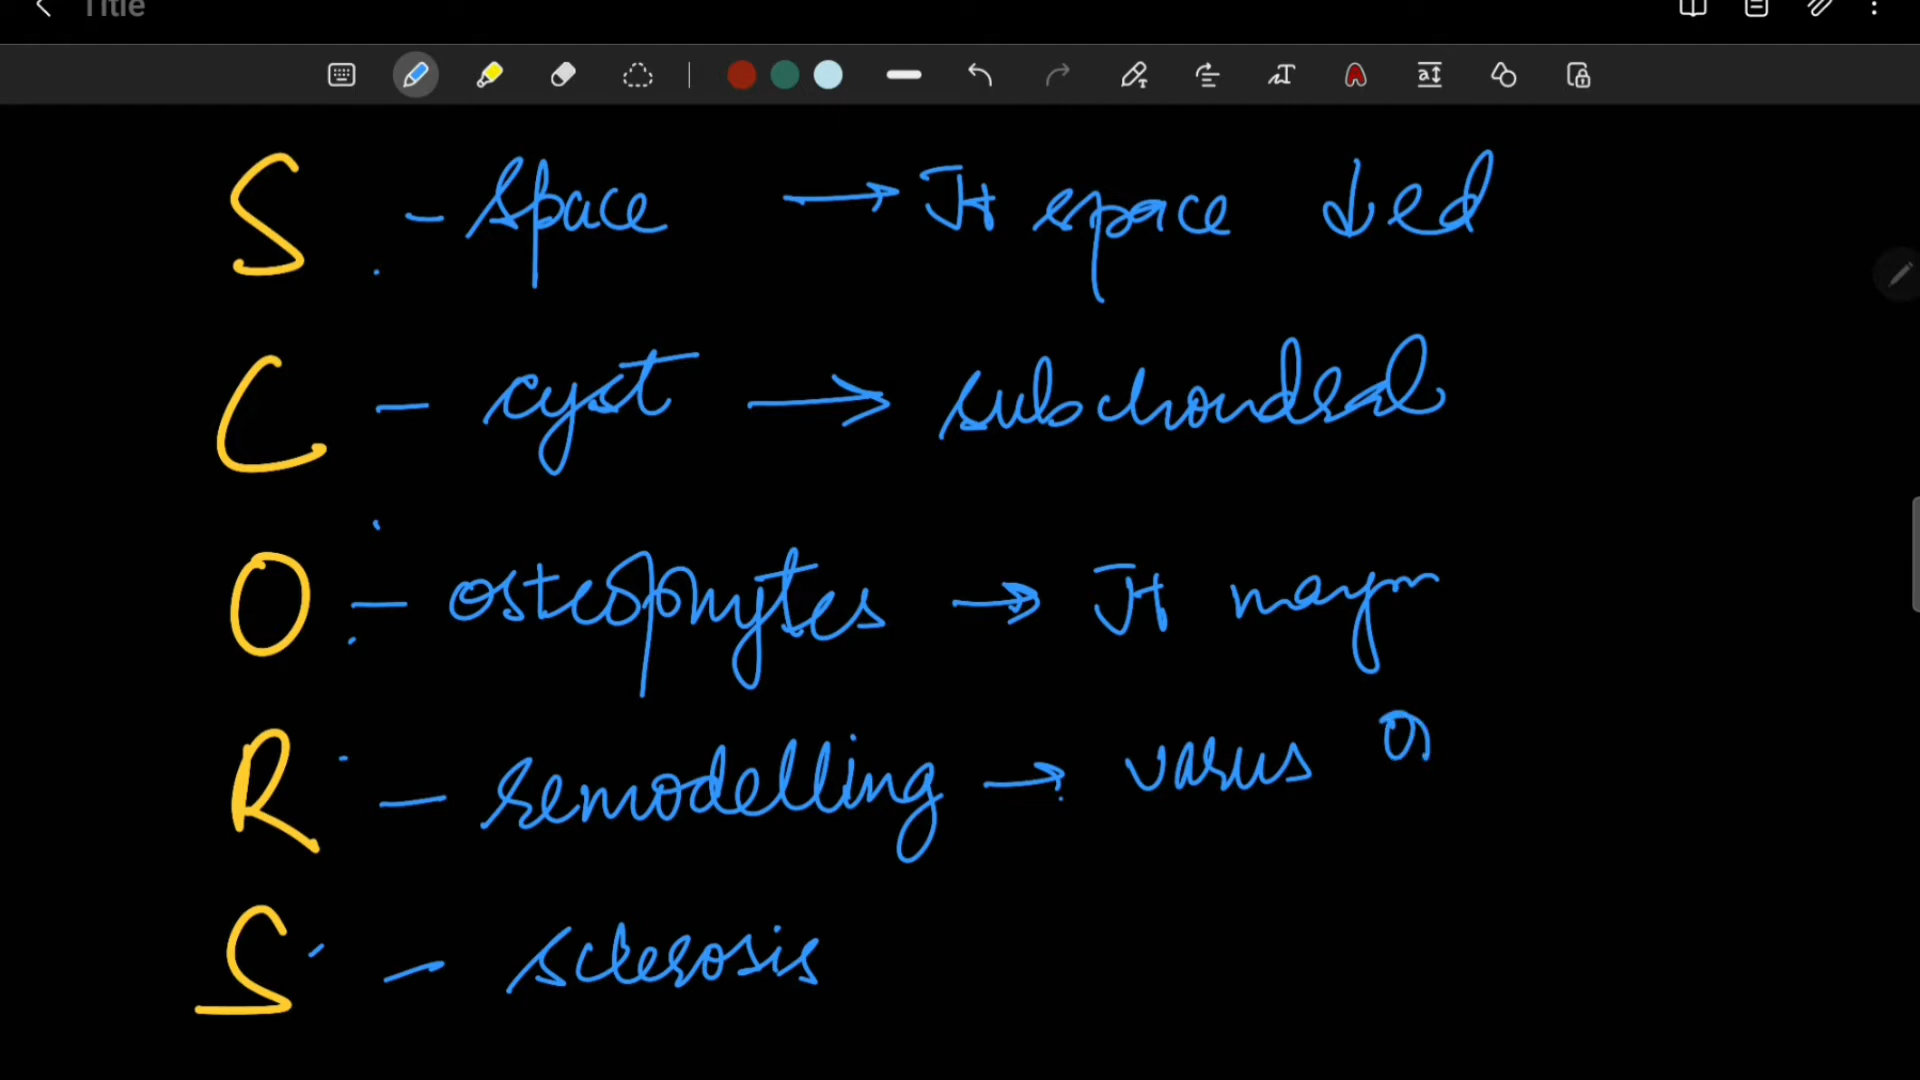 Title
S - space → Jt space ↓ed
C - cyst → subchondral
O - osteophytes → Jt margin
R - remodelling → varus or
S - sclerosis